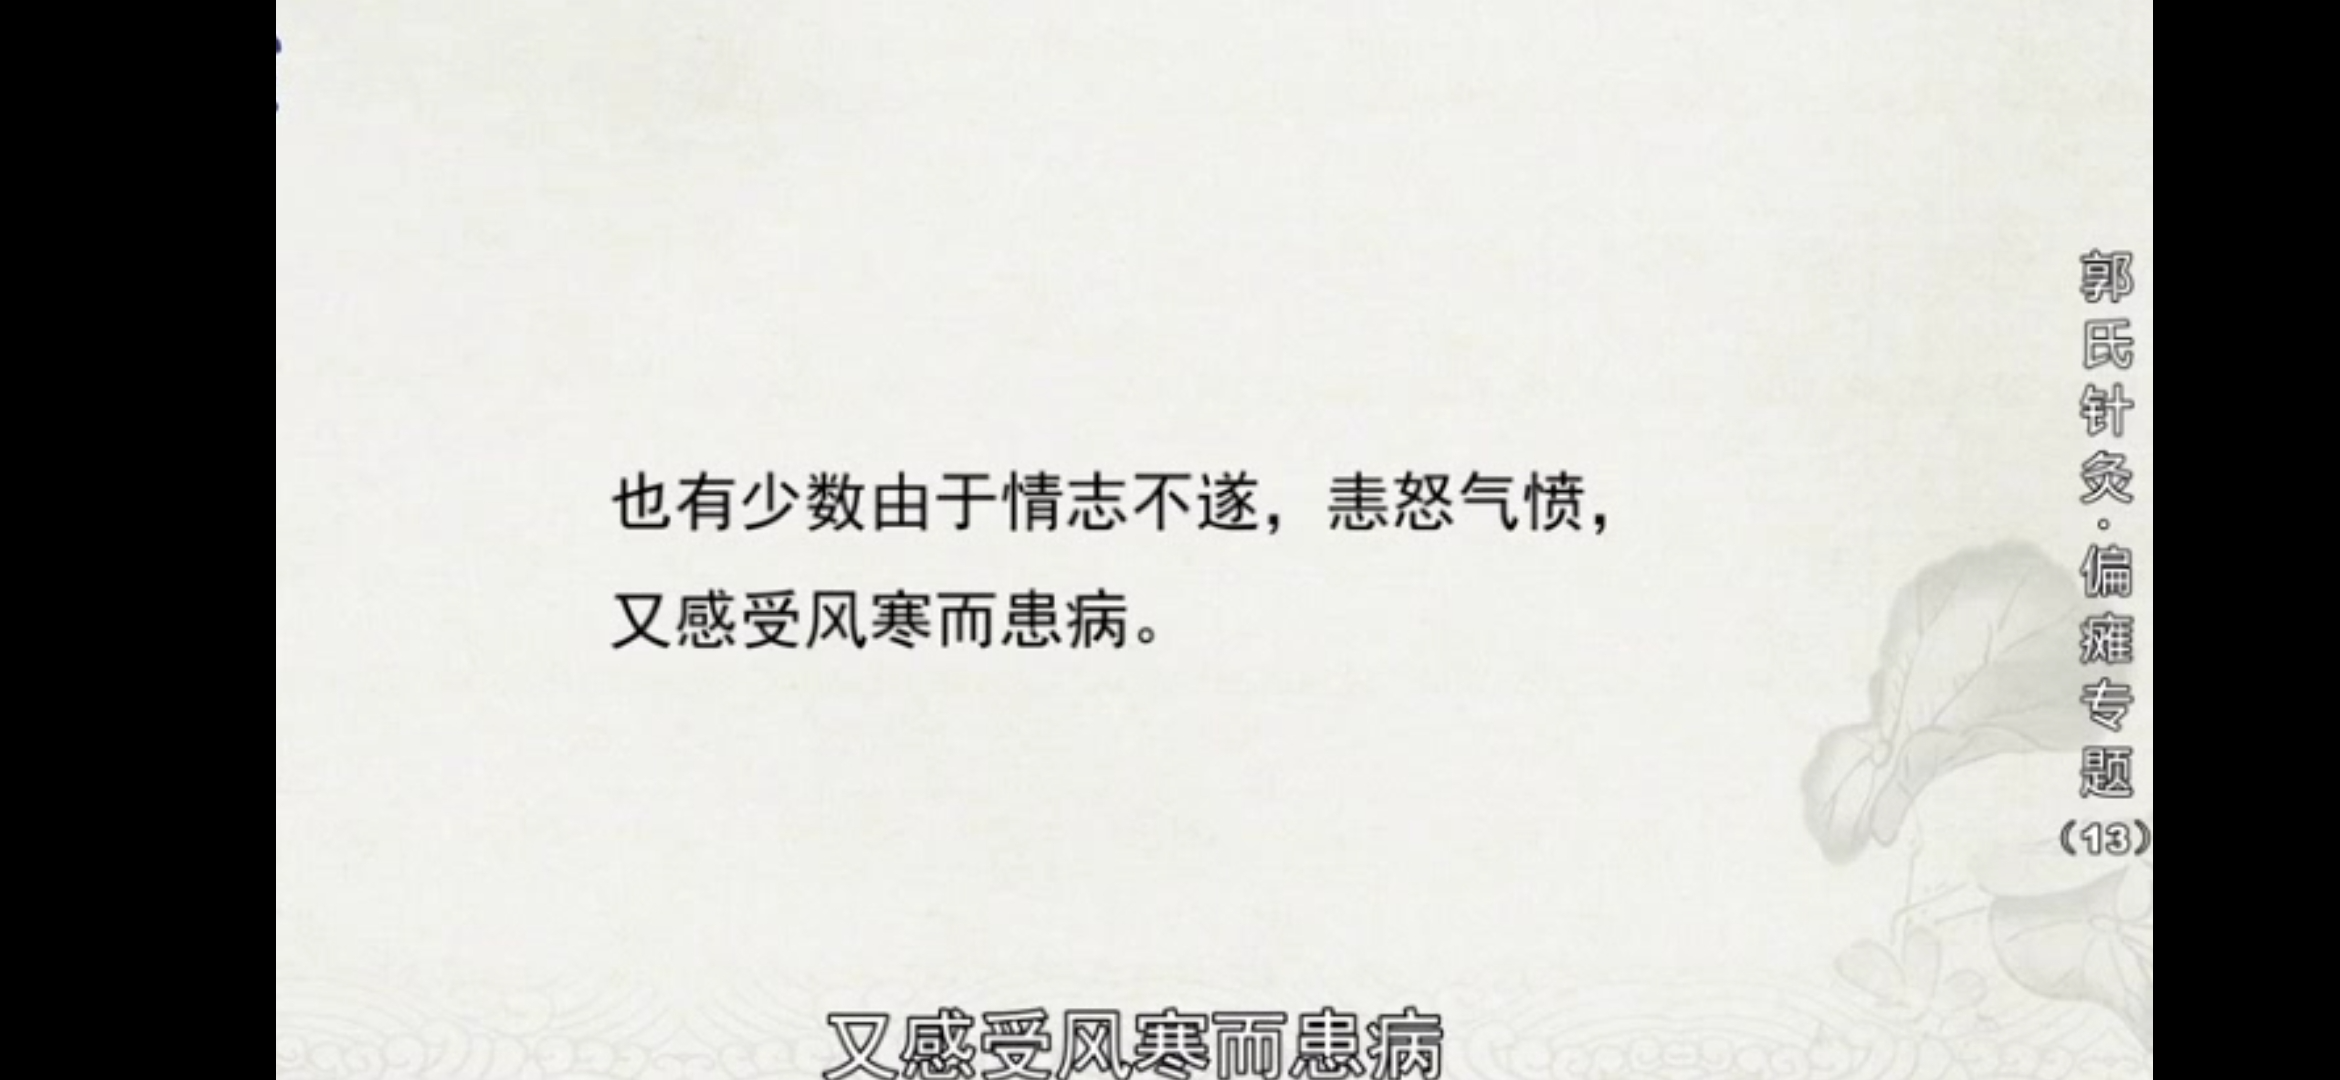 也有少数由于情志不遂，恚怒气愤，
又感受风寒而患病。
郭氏针灸·偏瘫专题（13）
又感受风寒而患病